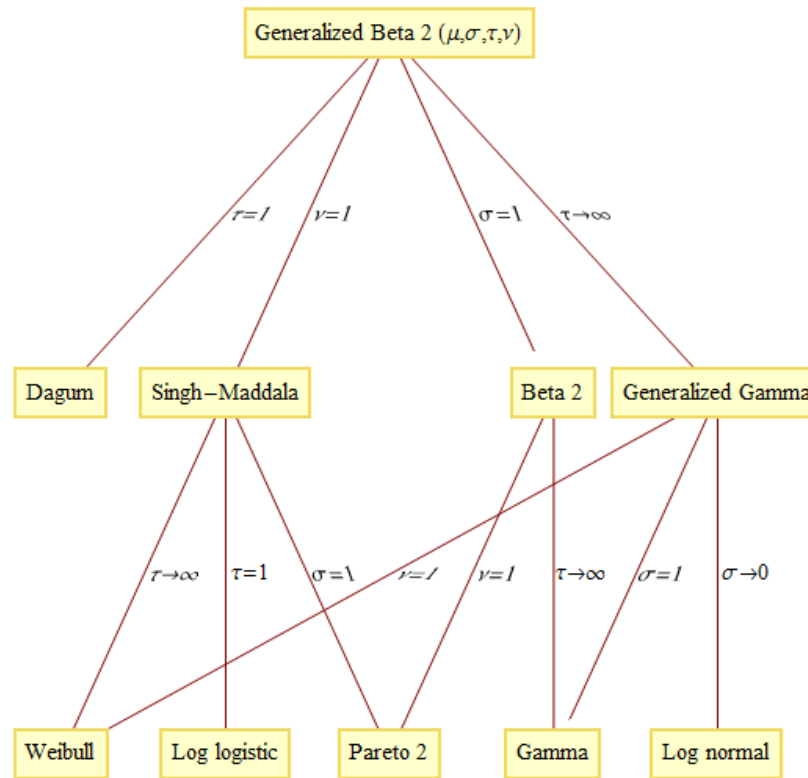 Generalized Beta 2 (μ,σ,τ,ν)
τ=1
ν=1
σ=1
τ→∞
Dagum
Singh–Maddala
Beta 2
Generalized Gamma
τ→∞
τ=1
σ=1
ν=1
ν=1
τ→∞
σ=1
σ→0
Weibull
Log logistic
Pareto 2
Gamma
Log normal